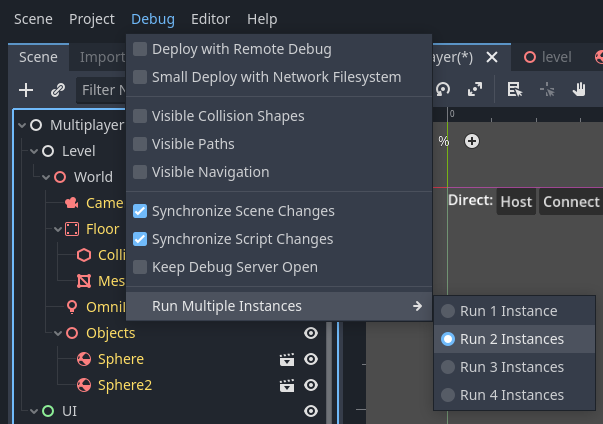 Scene Project Debug Editor Help
Scene Import yer(*) level
Filter N
Deploy with Remote Debug
Small Deploy with Network Filesystem
Visible Collision Shapes
Visible Paths
Visible Navigation
Synchronize Scene Changes
Synchronize Script Changes
Keep Debug Server Open
Run Multiple Instances
Run 1 Instance
Run 2 Instances
Run 3 Instances
Run 4 Instances
Multiplayer
Level
World
Came
Floor
Colli
Mes
Omnil
Objects
Sphere
Sphere2
UI
0
%
Direct: Host Connect